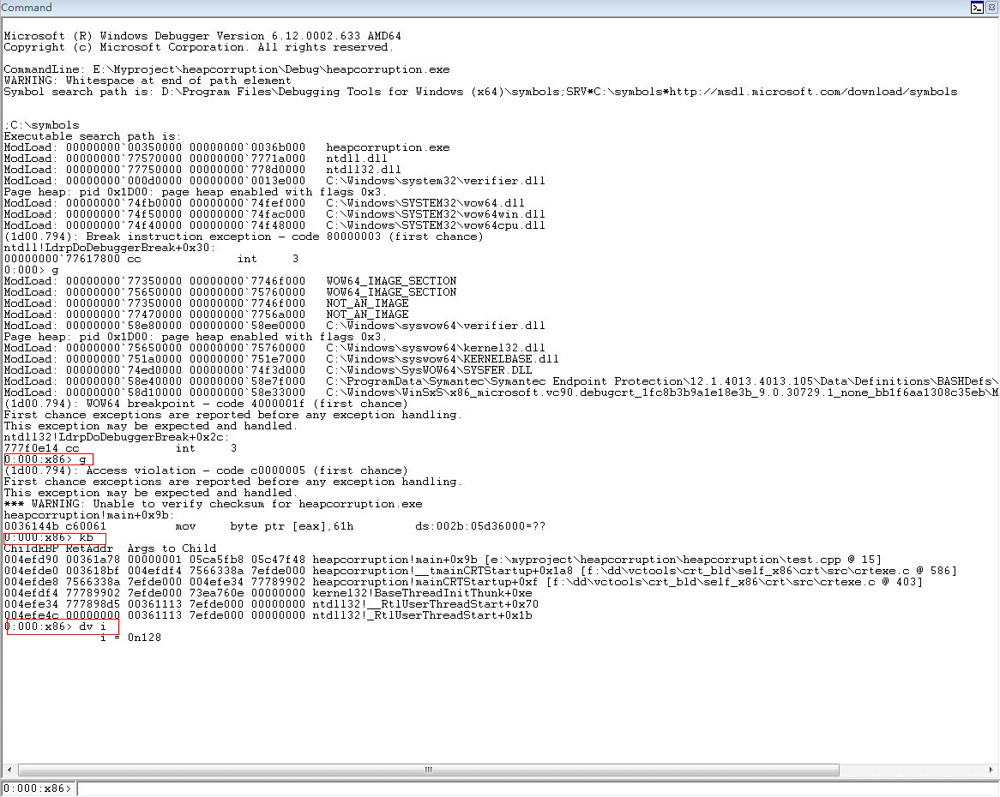 Command
Microsoft (R) Windows Debugger Version 6.12.0002.633 AMD64
Copyright (c) Microsoft Corporation. All rights reserved.
CommandLine: E:\Myproject\heapcorruption\Debug\heapcorruption.exe
WARNING: Whitespace at end of path element
Symbol search path is: D:\Program Files\Debugging Tools for Windows (x64)\symbols;SRV*C:\symbols*http://msdl.microsoft.com/download/symbols
;C:\symbols
Executable search path is:
ModLoad: 00000000`00350000 00000000`0036b000   heapcorruption.exe
ModLoad: 00000000`77570000 00000000`7771a000   ntdll.dll
ModLoad: 00000000`77750000 00000000`778d0000   ntdll32.dll
ModLoad: 00000000`000d0000 00000000`0013e000   C:\Windows\system32\verifier.dll
Page heap: pid 0x1D00: page heap enabled with flags 0x3.
ModLoad: 00000000`74fb0000 00000000`74fef000   C:\Windows\SYSTEM32\wow64.dll
ModLoad: 00000000`74f50000 00000000`74fac000   C:\Windows\SYSTEM32\wow64win.dll
ModLoad: 00000000`74f40000 00000000`74f48000   C:\Windows\SYSTEM32\wow64cpu.dll
(1d00.794): Break instruction exception - code 80000003 (first chance)
ntdll!LdrpDoDebuggerBreak+0x30:
00000000`77617800 cc              int     3
0:000> g
ModLoad: 00000000`77350000 00000000`7746f000   WOW64_IMAGE_SECTION
ModLoad: 00000000`75650000 00000000`75760000   WOW64_IMAGE_SECTION
ModLoad: 00000000`77350000 00000000`7746f000   NOT_AN_IMAGE
ModLoad: 00000000`77470000 00000000`7756a000   NOT_AN_IMAGE
ModLoad: 00000000`58e80000 00000000`58ee0000   C:\Windows\syswow64\verifier.dll
Page heap: pid 0x1D00: page heap enabled with flags 0x3.
ModLoad: 00000000`75650000 00000000`75760000   C:\Windows\syswow64\kernel32.dll
ModLoad: 00000000`751a0000 00000000`751e7000   C:\Windows\syswow64\KERNELBASE.dll
ModLoad: 00000000`74ed0000 00000000`74f3d000   C:\Windows\SysWOW64\SYSFER.DLL
ModLoad: 00000000`58e40000 00000000`58e7f000   C:\ProgramData\Symantec\Symantec Endpoint Protection\12.1.4013.4013.105\Data\Definitions\BASHDefs\
ModLoad: 00000000`58d10000 00000000`58e33000   C:\Windows\WinSxS\x86_microsoft.vc90.debugcrt_1fc8b3b9a1e18e3b_9.0.30729.1_none_bb1f6aa1308c35eb\M
(1d00.794): WOW64 breakpoint - code 4000001f (first chance)
First chance exceptions are reported before any exception handling.
This exception may be expected and handled.
ntdll32!LdrpDoDebuggerBreak+0x2c:
777f0e14 cc              int     3
0:000:x86> g
(1d00.794): Access violation - code c0000005 (first chance)
First chance exceptions are reported before any exception handling.
This exception may be expected and handled.
*** WARNING: Unable to verify checksum for heapcorruption.exe
heapcorruption!main+0x9b:
0036144b c60061          mov     byte ptr [eax],61h         ds:002b:05d36000=??
0:000:x86> kb
ChildEBP RetAddr  Args to Child
004efd90 00361a78 00000001 05ca5fb8 05c47f48 heapcorruption!main+0x9b [e:\myproject\heapcorruption\heapcorruption\test.cpp @ 15]
004efde0 003618bf 004efdf4 7566338a 7efde000 heapcorruption!__tmainCRTStartup+0x1a8 [f:\dd\vctools\crt_bld\self_x86\crt\src\crtexe.c @ 586]
004efde8 7566338a 7efde000 004efe34 77789902 heapcorruption!mainCRTStartup+0xf [f:\dd\vctools\crt_bld\self_x86\crt\src\crtexe.c @ 403]
004efdf4 77789902 7efde000 73ea760e 00000000 kernel32!BaseThreadInitThunk+0xe
004efe34 777898d5 00361113 7efde000 00000000 ntdll32!__RtlUserThreadStart+0x70
004efe4c 00000000 00361113 7efde000 00000000 ntdll32!_RtlUserThreadStart+0x1b
0:000:x86> dv i
i = 0n128
0:000:x86>